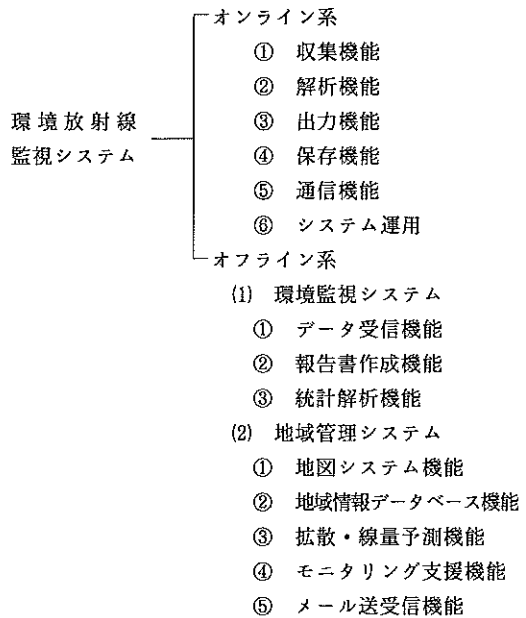 環境放射線
監視システム
オンライン系
① 収集機能
② 解析機能
③ 出力機能
④ 保存機能
⑤ 通信機能
⑥ システム運用
オフライン系
(1) 環境監視システム
① データ受信機能
② 報告書作成機能
③ 統計解析機能
(2) 地域管理システム
① 地図システム機能
② 地域情報データベース機能
③ 拡散・線量予測機能
④ モニタリング支援機能
⑤ メール送受信機能